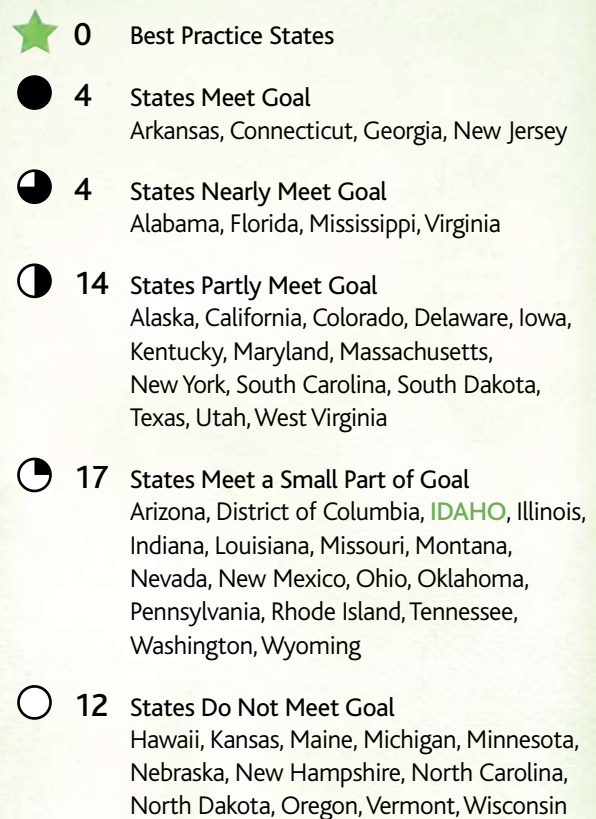 0 Best Practice States
4 States Meet Goal
Arkansas, Connecticut, Georgia, New Jersey
4 States Nearly Meet Goal
Alabama, Florida, Mississippi, Virginia
14 States Partly Meet Goal
Alaska, California, Colorado, Delaware, Iowa,
Kentucky, Maryland, Massachusetts,
New York, South Carolina, South Dakota,
Texas, Utah, West Virginia
17 States Meet a Small Part of Goal
Arizona, District of Columbia, IDAHO, Illinois,
Indiana, Louisiana, Missouri, Montana,
Nevada, New Mexico, Ohio, Oklahoma,
Pennsylvania, Rhode Island, Tennessee,
Washington, Wyoming
12 States Do Not Meet Goal
Hawaii, Kansas, Maine, Michigan, Minnesota,
Nebraska, New Hampshire, North Carolina,
North Dakota, Oregon, Vermont, Wisconsin